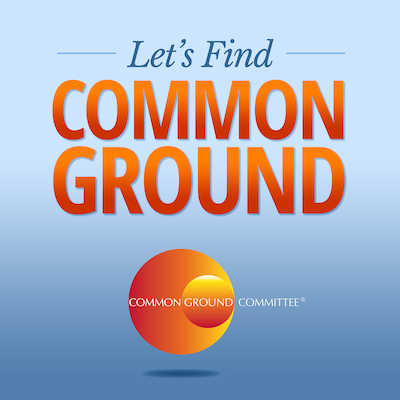 Let's Find
COMMON
GROUND
COMMON GROUND COMMITTEE®